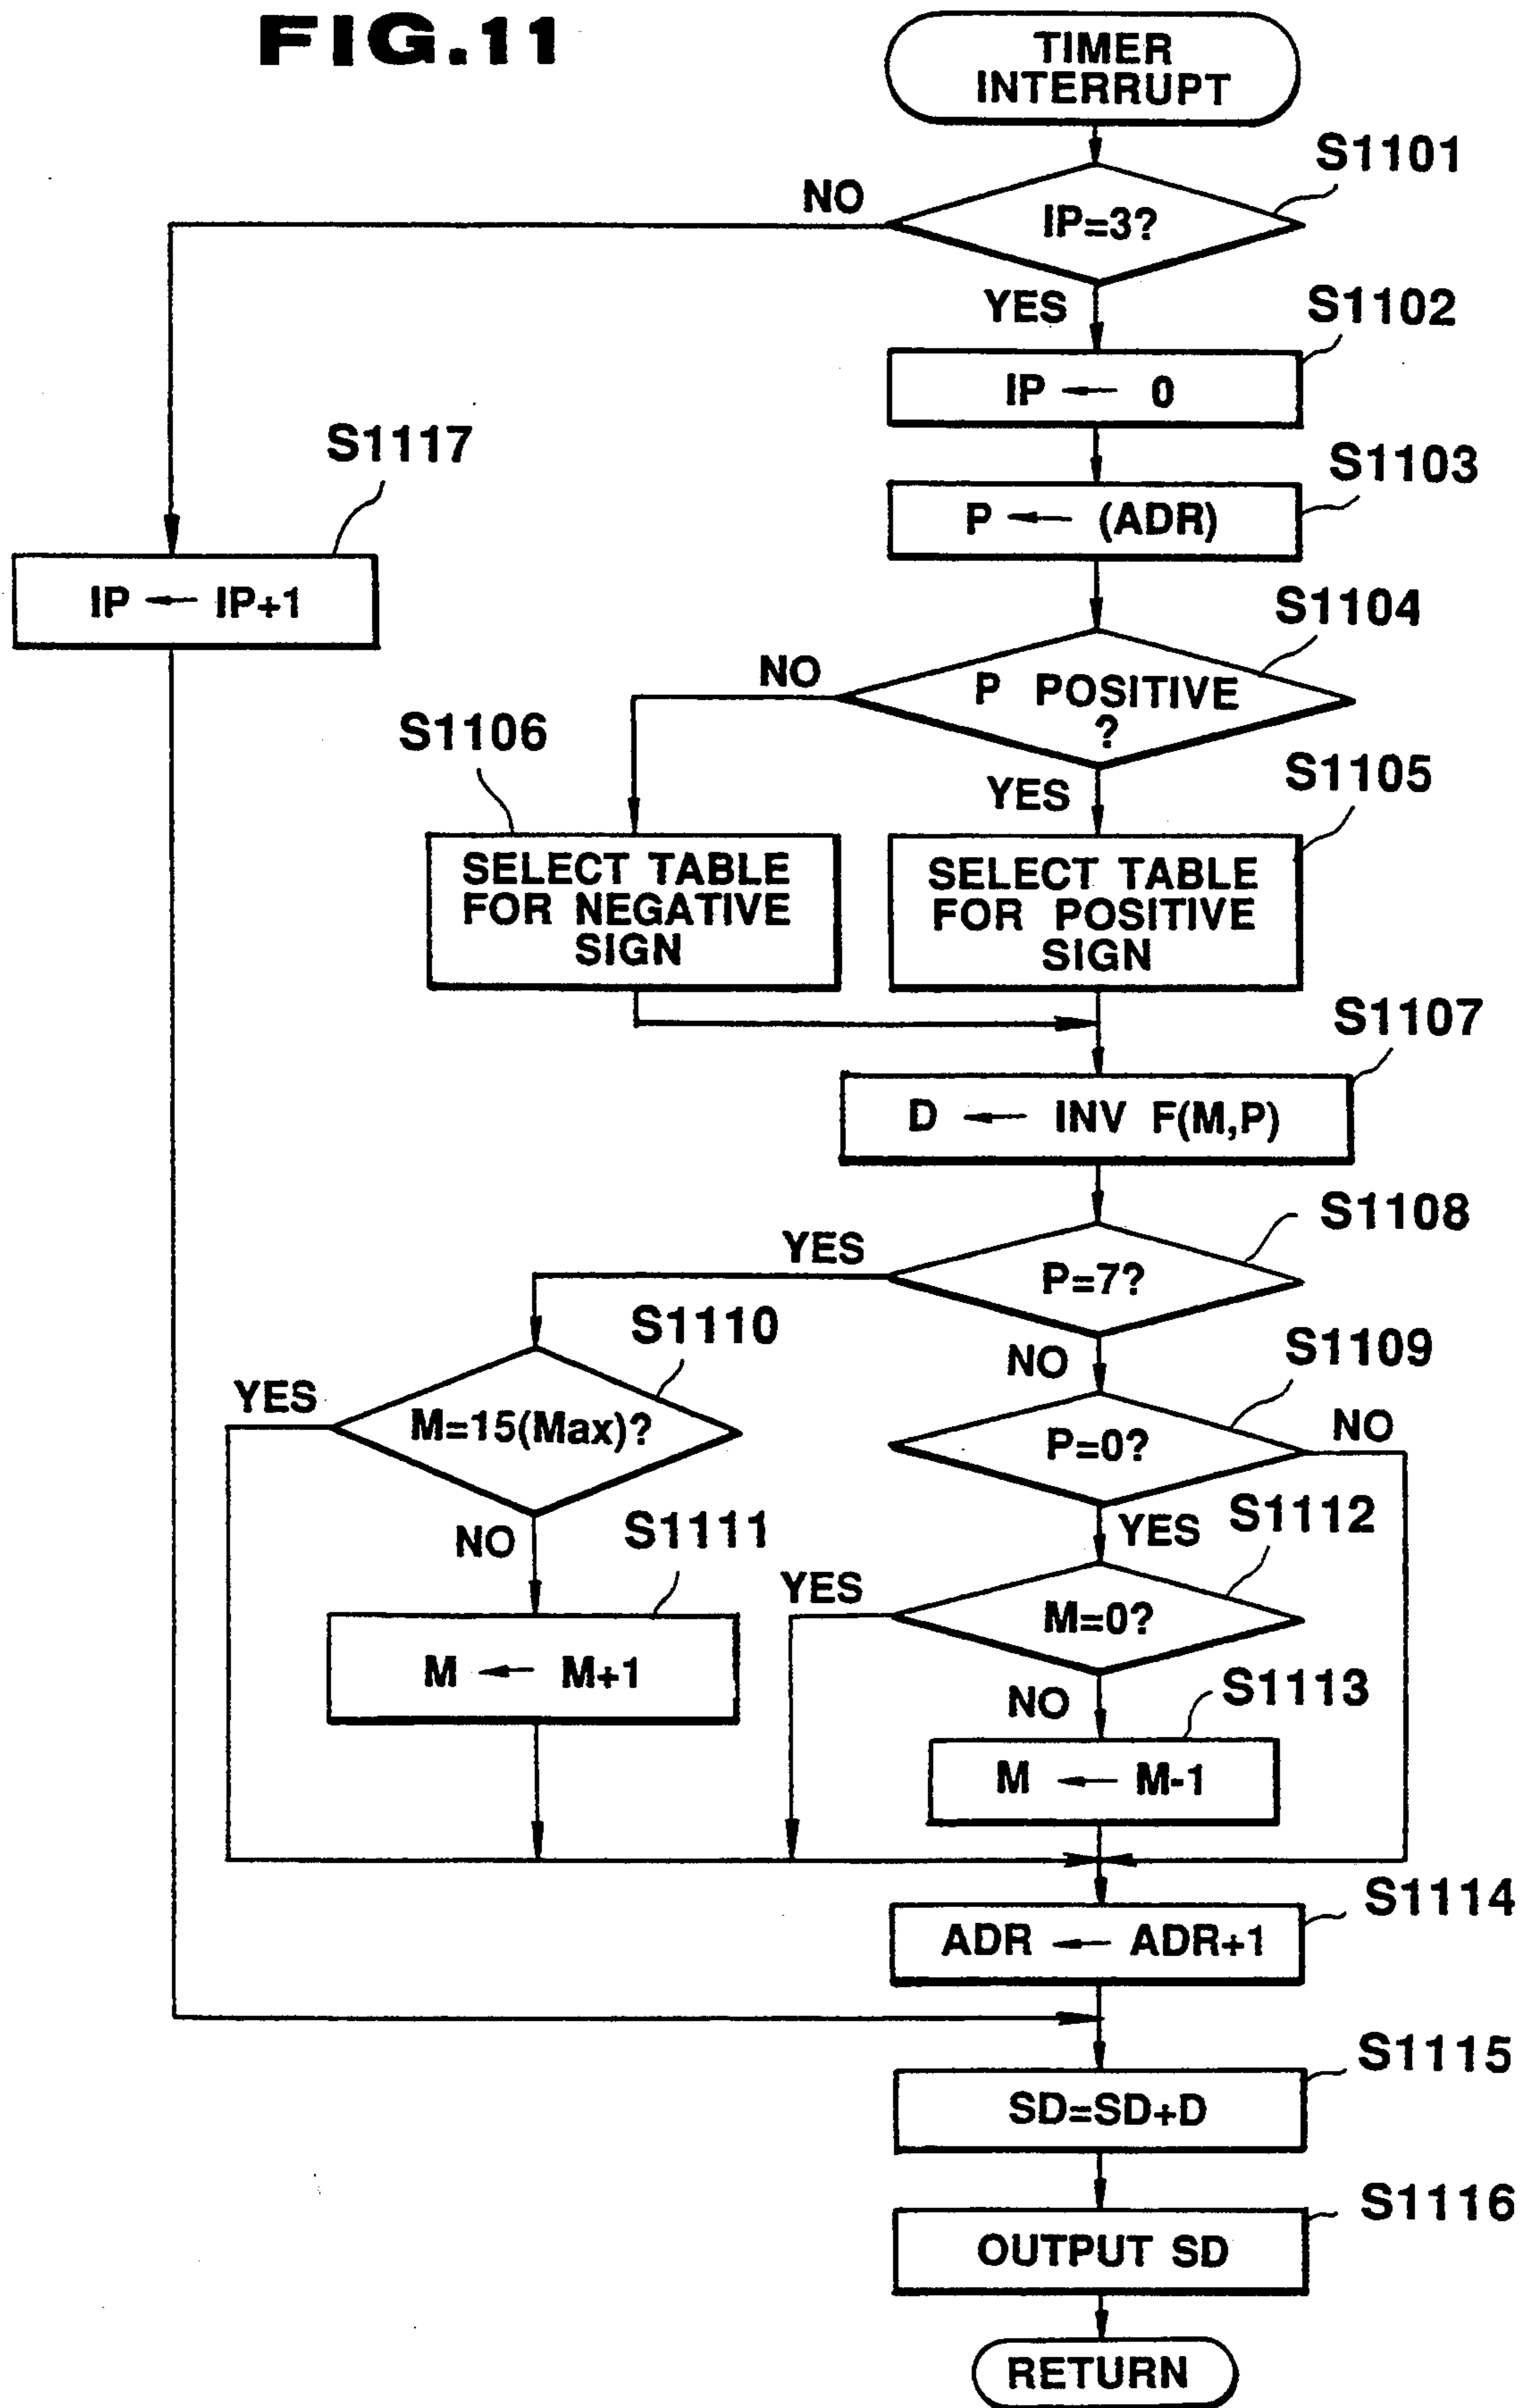 FIG.11
TIMER
INTERRUPT
S1101
NO
IP=3?
YES
S1102
IP ← 0
S1117
S1103
P ← (ADR)
IP ← IP+1
S1104
NO
P POSITIVE
?
S1106
YES
S1105
SELECT TABLE
FOR NEGATIVE
SIGN
SELECT TABLE
FOR POSITIVE
SIGN
S1107
D ← INV F(M,P)
S1108
YES
P=7?
S1110
NO
S1109
YES
M=15(Max)?
P=0?
NO
NO
S1111
YES
S1112
YES
M=0?
M ← M+1
NO
S1113
M ← M-1
S1114
ADR ← ADR+1
S1115
SD=SD+D
S1116
OUTPUT SD
RETURN